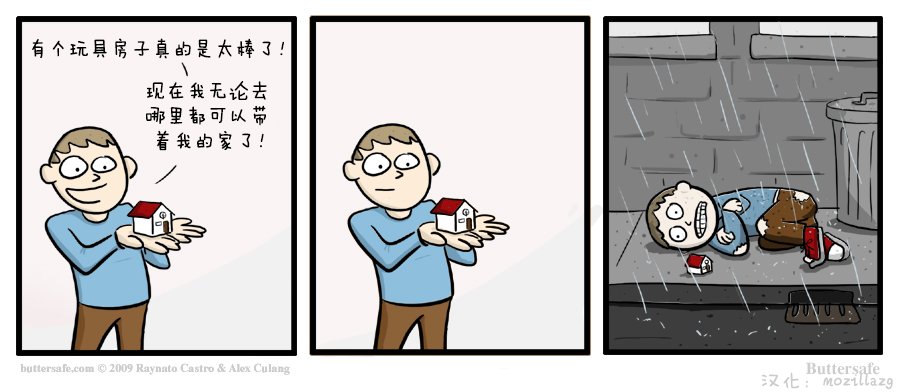 有个玩具房子真的是太棒了!
现在我无论去
哪里都可以带
着我的家了!
buttersafe.com © 2009 Raynato Castro & Alex Culang
Buttersafe
汉化: mozillazg